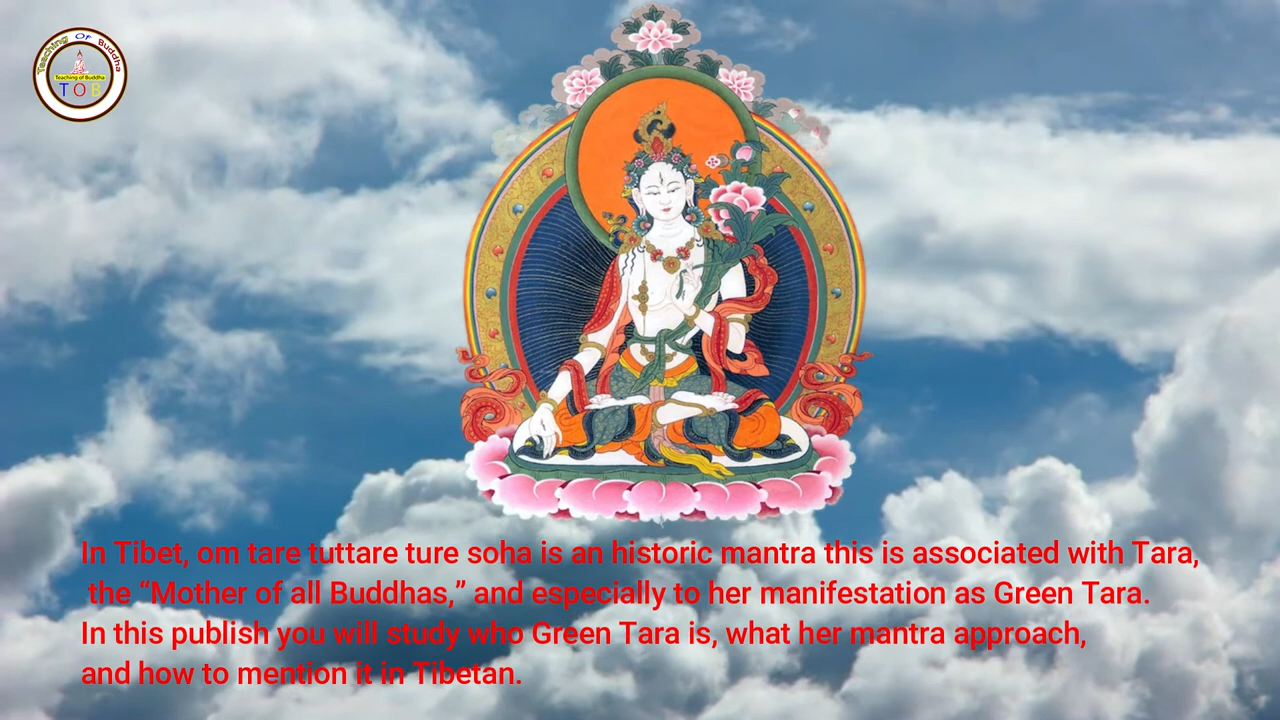 Teaching Of Buddha
Teaching of Buddha
TOB
In Tibet, om tare tuttare ture soha is an historic mantra this is associated with Tara,
the “Mother of all Buddhas,” and especially to her manifestation as Green Tara.
In this publish you will study who Green Tara is, what her mantra approach,
and how to mention it in Tibetan.